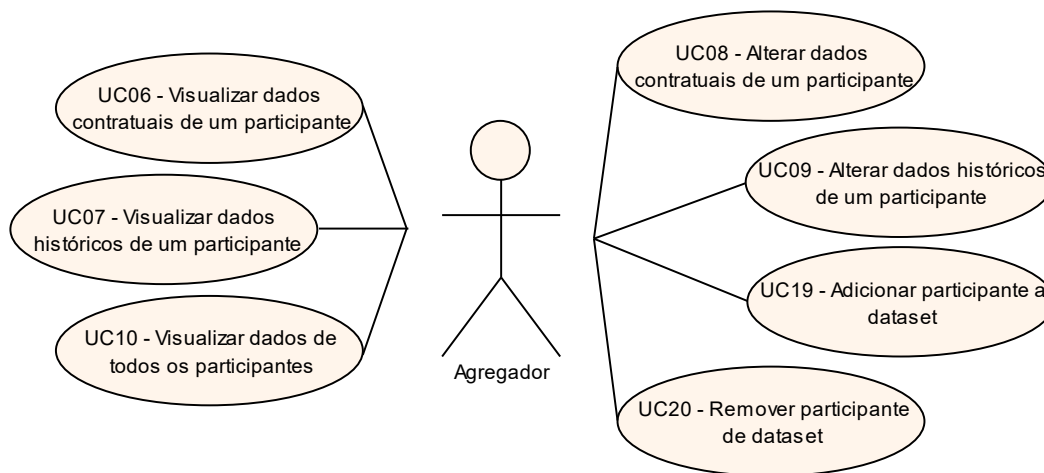 UC06 - Visualizar dados
contratuais de um participante
UC07 - Visualizar dados
históricos de um participante
UC10 - Visualizar dados de
todos os participantes
Agregador
UC08 - Alterar dados
contratuais de um participante
UC09 - Alterar dados históricos
de um participante
UC19 - Adicionar participante a
dataset
UC20 - Remover participante
de dataset